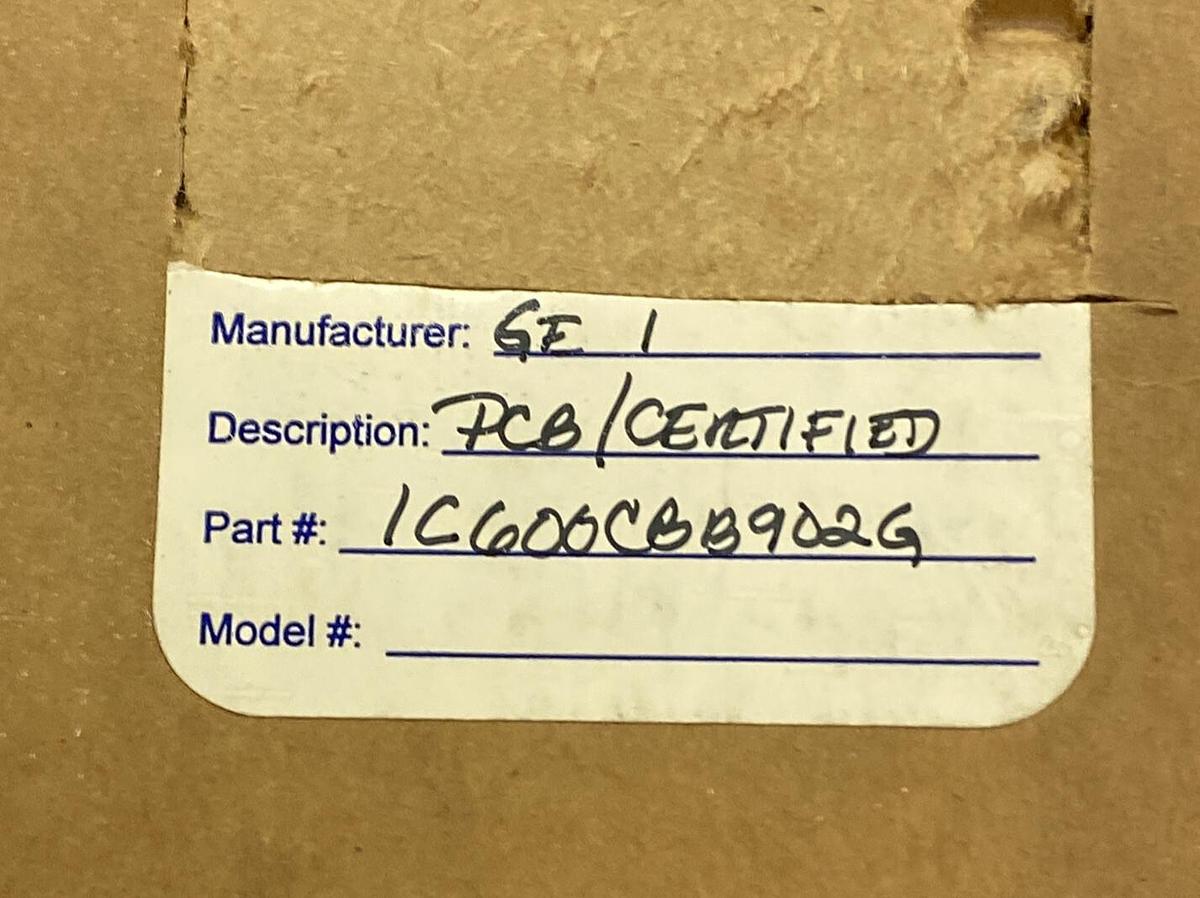 Manufacturer: GE 1
Description: PCB/CERTIFIED
Part #: IC600CBB902G
Model #: